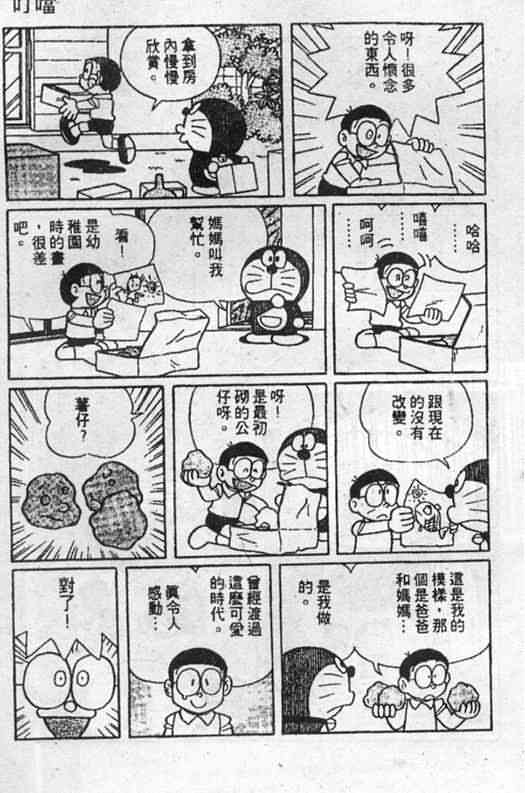 叮噹
呀！很多
令人懷念
的東西。
拿到房
內慢慢
欣賞。
哈哈
……
嘻嘻
……
呵呵
媽媽叫我
幫忙。
看！
是幼
稚園
時的畫
，很差
吧。
跟現在
的沒有
改變。
呀！
是最初
砌的公
仔呀。
薯仔？
這是我的
模樣，那
個是爸爸
和媽媽…
是我做
的。
曾經渡過
這麼可愛
的時代。
眞令人
感動…
對了！